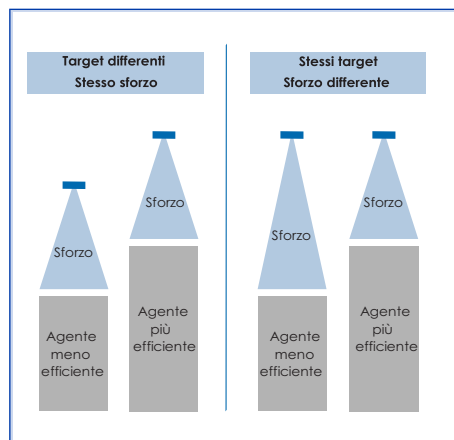 Target differenti
Stesso sforzo
Stessi target
Sforzo differente
Sforzo
Sforzo
Agente
meno
efficiente
Agente
più
efficiente
Sforzo
Sforzo
Agente
meno
efficiente
Agente
più
efficiente